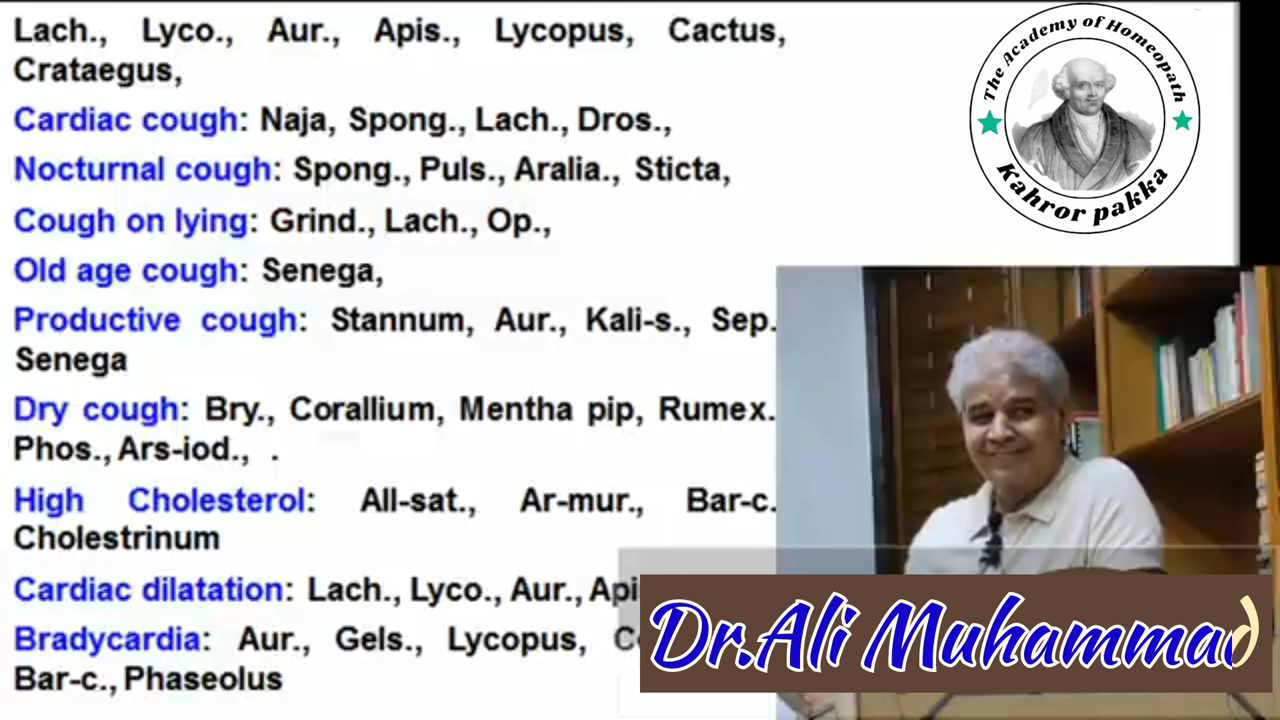 Lach., Lyco., Aur., Apis., Lycopus, Cactus,
Crataegus,
Cardiac cough: Naja, Spong., Lach., Dros.,
Nocturnal cough: Spong., Puls., Aralia., Sticta,
Cough on lying: Grind., Lach., Op.,
Old age cough: Senega,
Productive cough: Stannum, Aur., Kali-s., Sep.
Senega
Dry cough: Bry., Corallium, Mentha pip, Rumex.
Phos., Ars-iod., .
High Cholesterol: All-sat., Ar-mur., Bar-c.
Cholestrinum
Cardiac dilatation: Lach., Lyco., Aur.,
Bradycardia: Aur., Gels., Lycopus,
Bar-c., Phaseolus
The Academy of Homeopath
Kahror pakka
Dr.Ali Muhammad